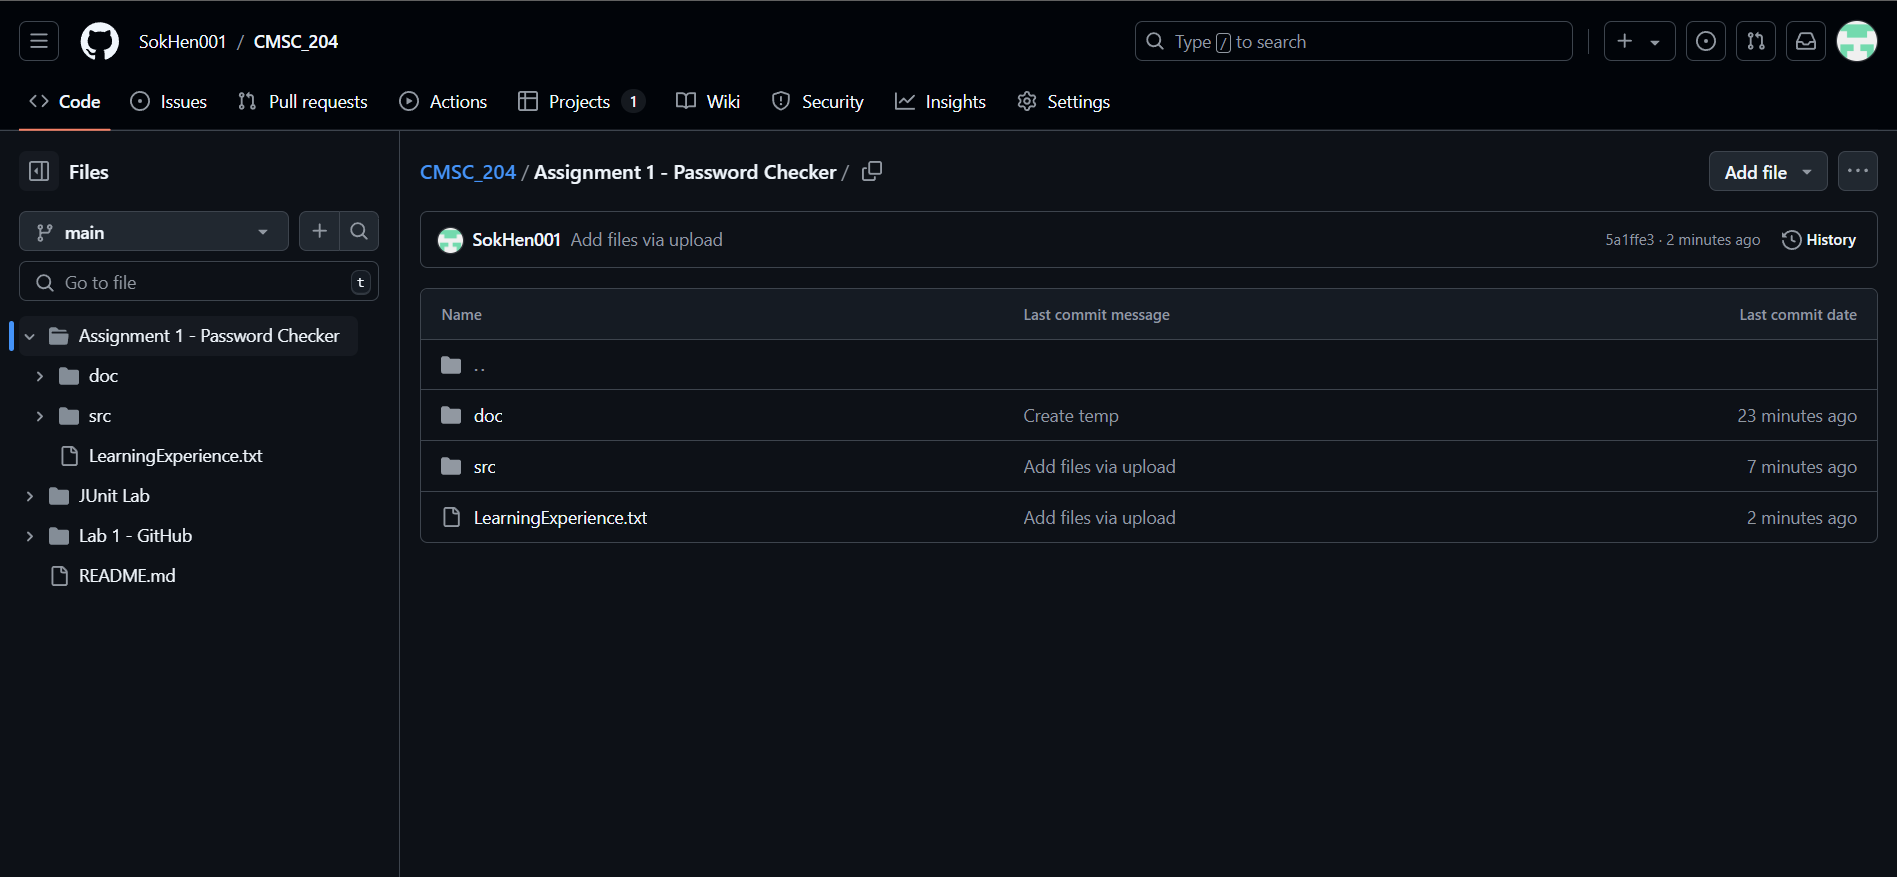 SokHen001 / CMSC_204
Type / to search
Code Issues Pull requests Actions Projects 1 Wiki Security Insights Settings
Files
main
Go to file t
Assignment 1 - Password Checker
doc
src
LearningExperience.txt
JUnit Lab
Lab 1 - GitHub
README.md
CMSC_204 / Assignment 1 - Password Checker /
Add file
SokHen001 Add files via upload 5a1ffe3 · 2 minutes ago History
Name Last commit message Last commit date
..
doc Create temp 23 minutes ago
src Add files via upload 7 minutes ago
LearningExperience.txt Add files via upload 2 minutes ago